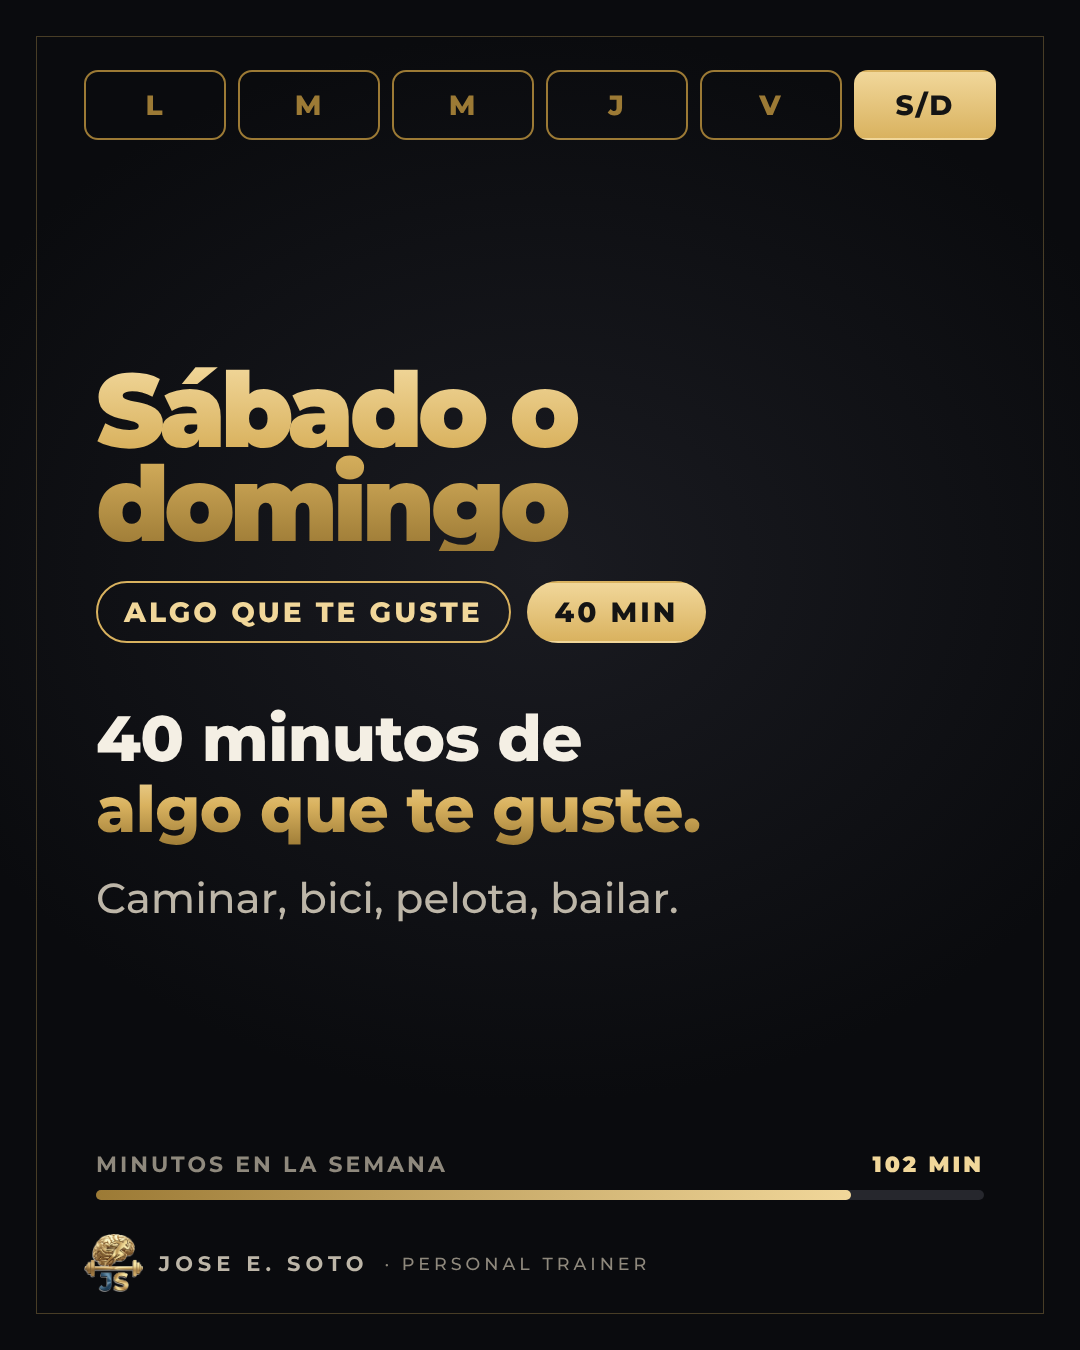 L M M J V S/D
Sábado o
domingo
ALGO QUE TE GUSTE 40 MIN
40 minutos de
algo que te guste.
Caminar, bici, pelota, bailar.
MINUTOS EN LA SEMANA 102 MIN
JS
JOSE E. SOTO · PERSONAL TRAINER